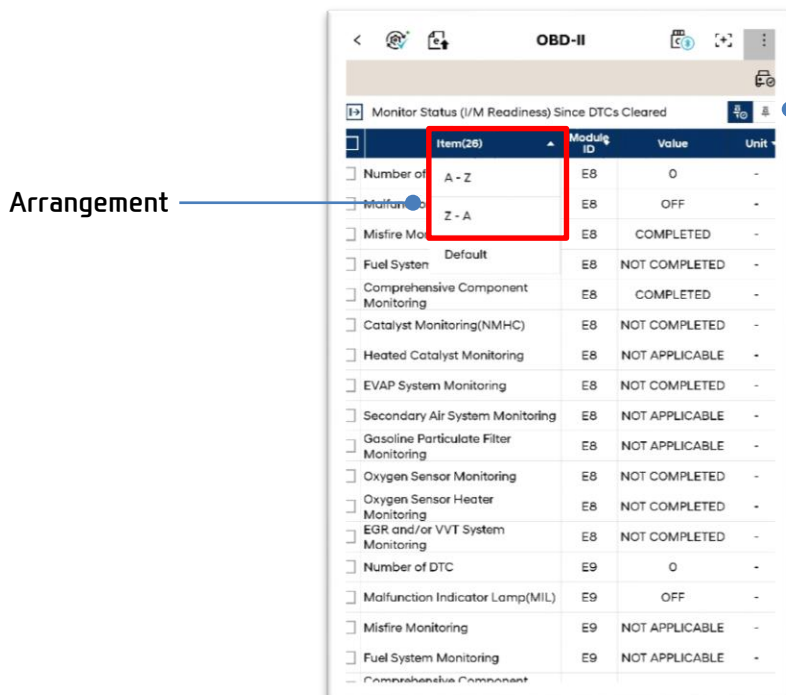 OBD-II
Monitor Status (I/M Readiness) Since DTCs Cleared
Item(26) Module ID Value Unit
Arrangement
A - Z
Z - A
Default
Number of E8 0 -
E8 OFF -
Misfire Mo E8 COMPLETED -
Fuel System E8 NOT COMPLETED -
Comprehensive Component
Monitoring E8 COMPLETED -
Catalyst Monitoring(NMHC) E8 NOT COMPLETED -
Heated Catalyst Monitoring E8 NOT APPLICABLE -
EVAP System Monitoring E8 NOT COMPLETED -
Secondary Air System Monitoring E8 NOT APPLICABLE -
Gasoline Particulate Filter
Monitoring E8 NOT APPLICABLE -
Oxygen Sensor Monitoring E8 NOT COMPLETED -
Oxygen Sensor Heater
Monitoring E8 NOT COMPLETED -
EGR and/or VVT System
Monitoring E8 NOT COMPLETED -
Number of DTC E9 0 -
Malfunction Indicator Lamp(MIL) E9 OFF -
Misfire Monitoring E9 NOT APPLICABLE -
Fuel System Monitoring E9 NOT APPLICABLE -
Comprehensive Component